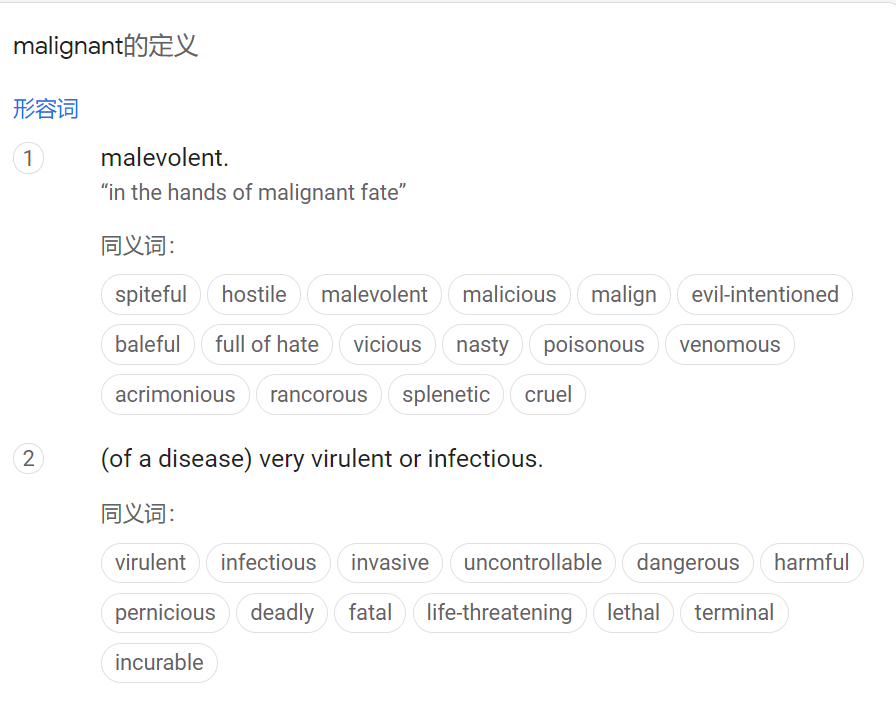 malignant的定义
形容词
1 malevolent.
“in the hands of malignant fate”
同义词：
spiteful hostile malevolent malicious malign evil-intentioned
baleful full of hate vicious nasty poisonous venomous
acrimonious rancorous splenetic cruel
2 (of a disease) very virulent or infectious.
同义词：
virulent infectious invasive uncontrollable dangerous harmful
pernicious deadly fatal life-threatening lethal terminal
incurable